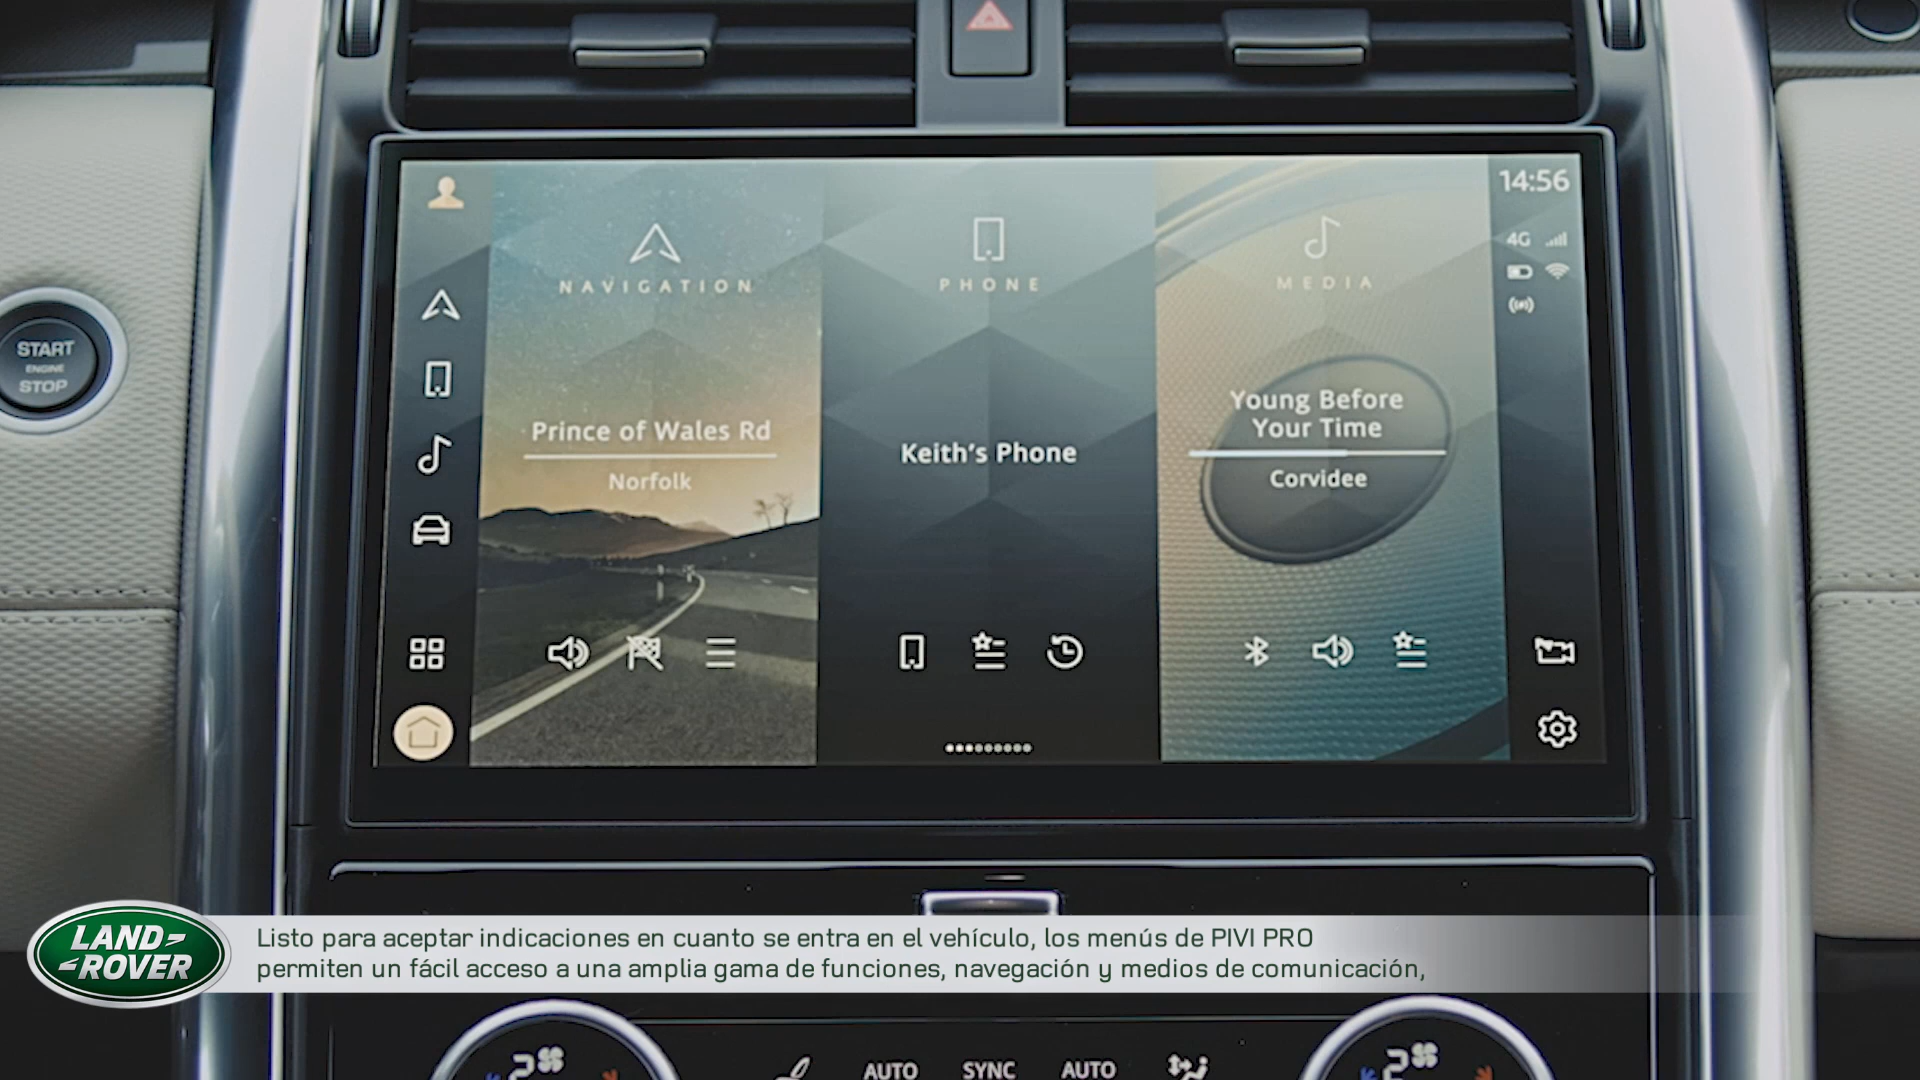 14:56
4G
NAVIGATION
PHONE
MEDIA
START
ENGINE
STOP
Prince of Wales Rd
Norfolk
Keith's Phone
Young Before
Your Time
Corvidee
LAND-
-ROVER
Listo para aceptar indicaciones en cuanto se entra en el vehículo, los menús de PIVI PRO
permiten un fácil acceso a una amplia gama de funciones, navegación y medios de comunicación,
AUTO
SYNC
AUTO